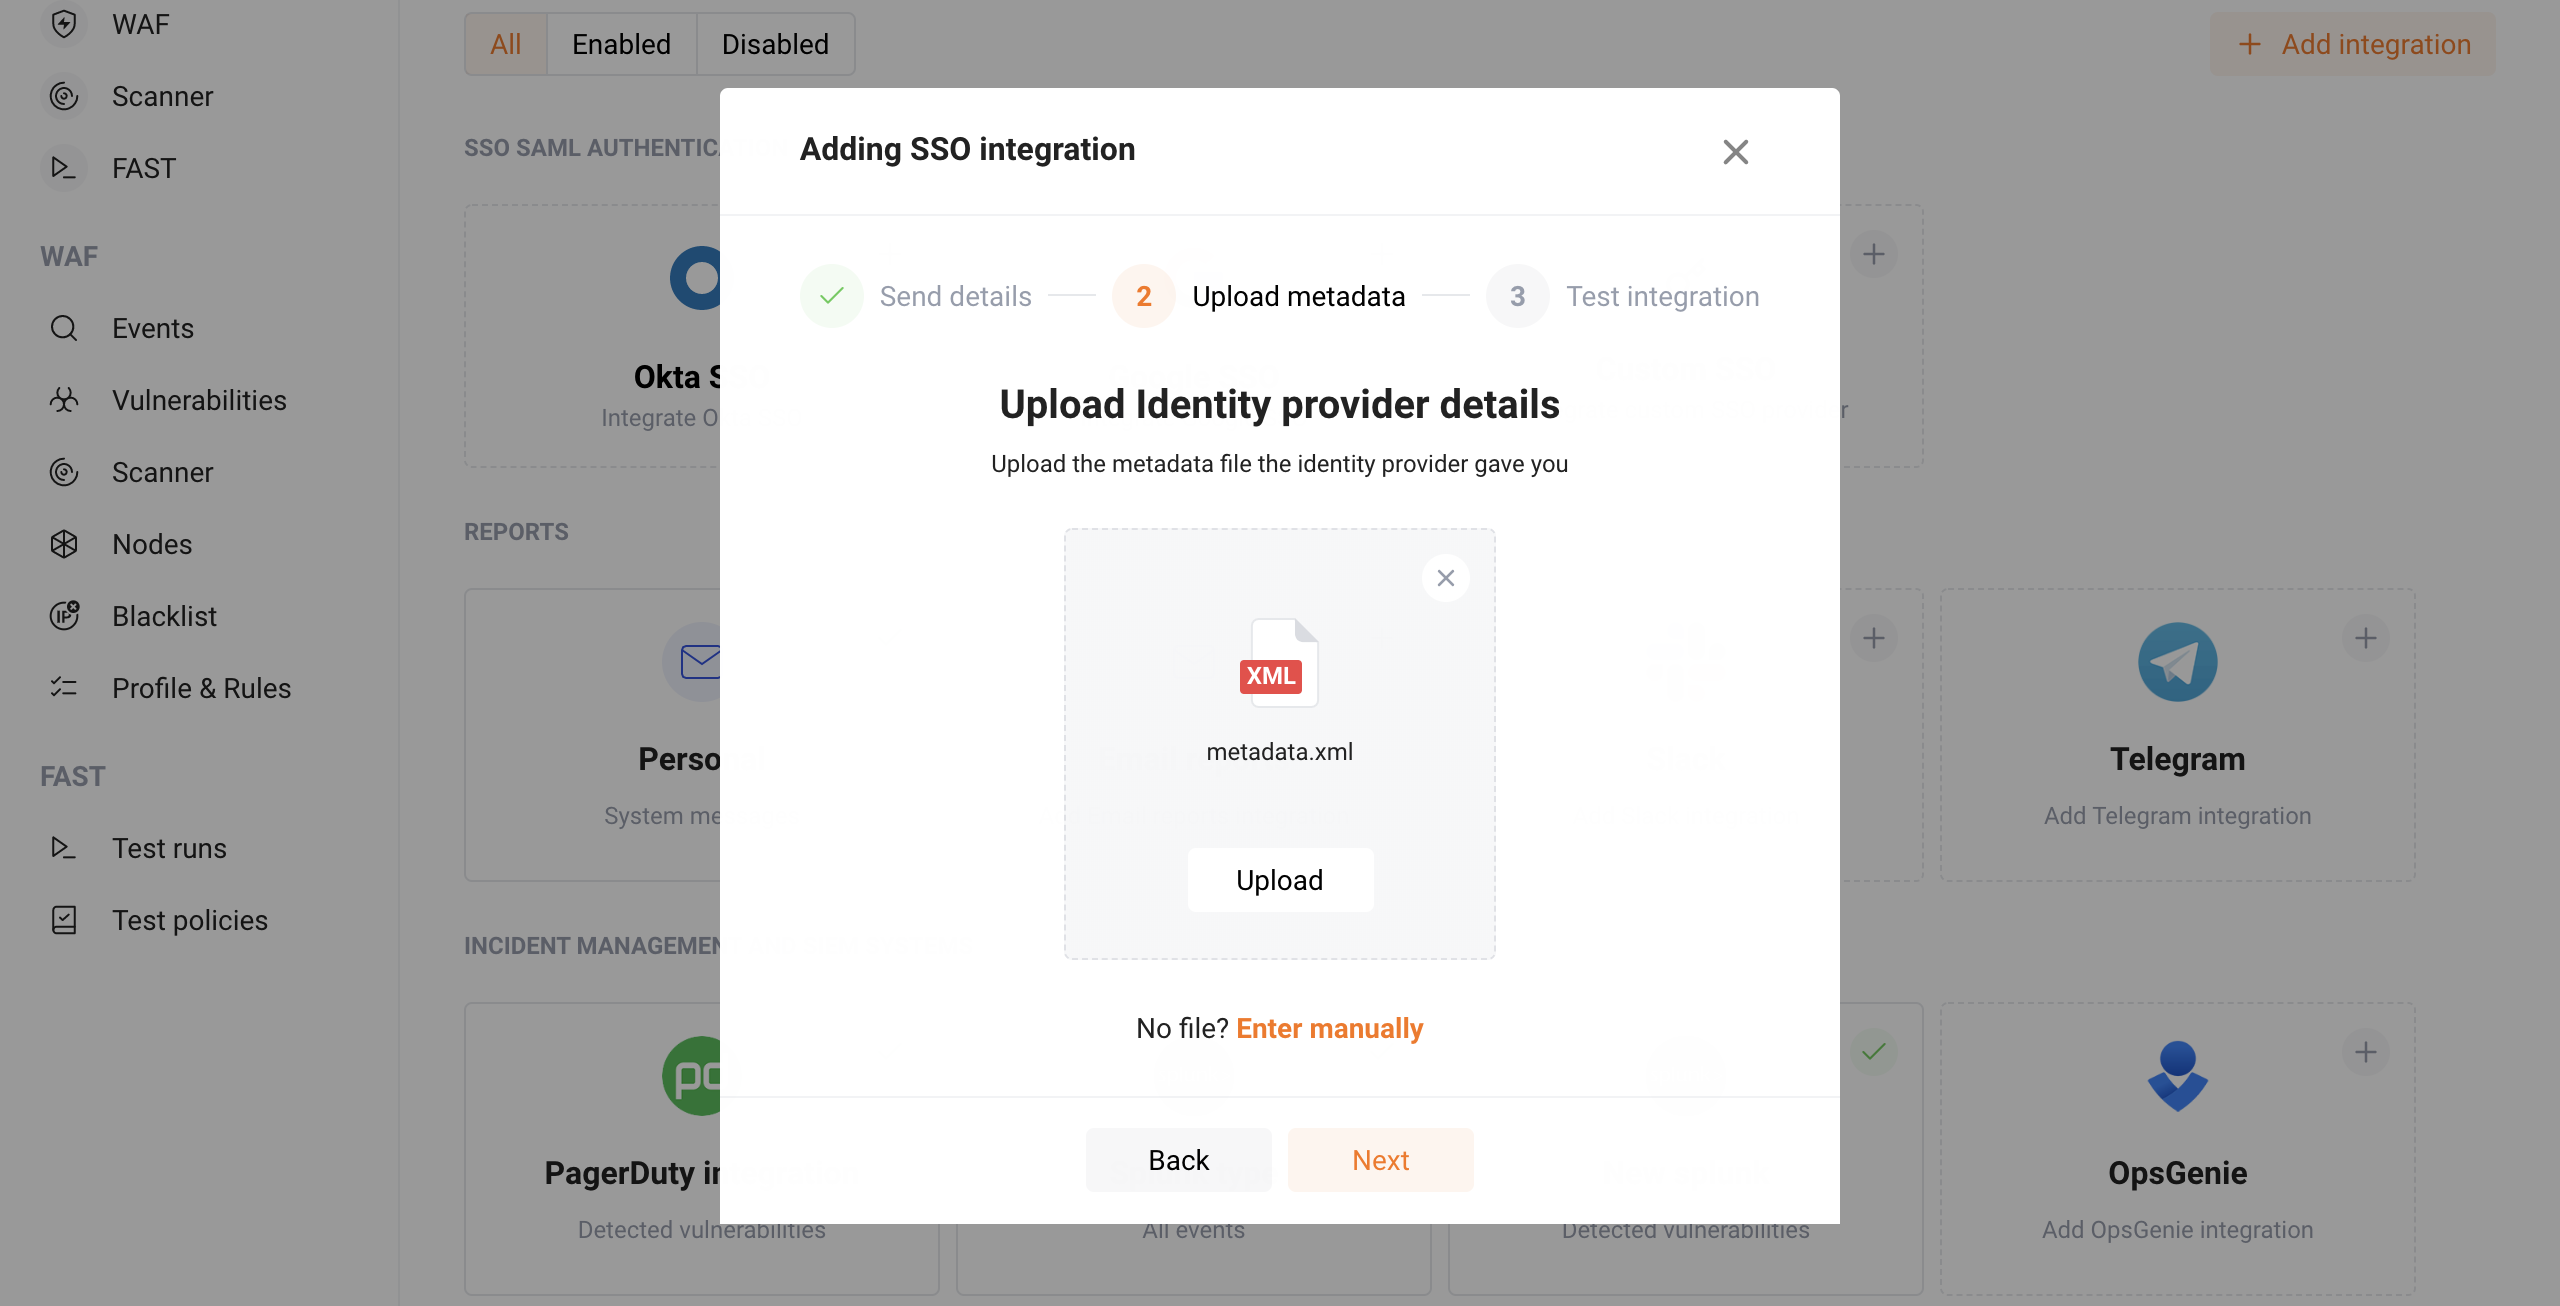 WAF
Scanner
FAST
WAF
Events
Vulnerabilities
Scanner
Nodes
IP
Blacklist
Profile & Rules
FAST
Test runs
Test policies
All
Enabled
Disabled
Add integration
SSO SAML AUTHENTIC
Okta S
Integrate O
r
REPORTS
Perso
System me
Telegram
Add Telegram integration
INCIDENT MANAGEMEN
PagerDuty in
Detected vulnerabilities
All events
Detected vulnerabilities
OpsGenie
Add OpsGenie integration
Adding SSO integration
Send details
2
Upload metadata
3
Test integration
Upload Identity provider details
Upload the metadata file the identity provider gave you
XML
metadata.xml
Upload
No file? Enter manually
Back
Next